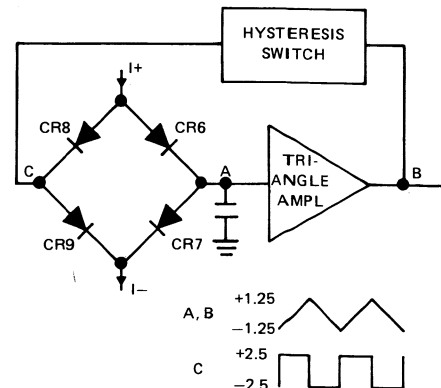 HYSTERESIS
SWITCH
I+
CR8
CR6
C
A
B
TRI-
ANGLE
AMPL
CR9
CR7
I−
A, B
+1.25
−1.25
C
+2.5
−2.5